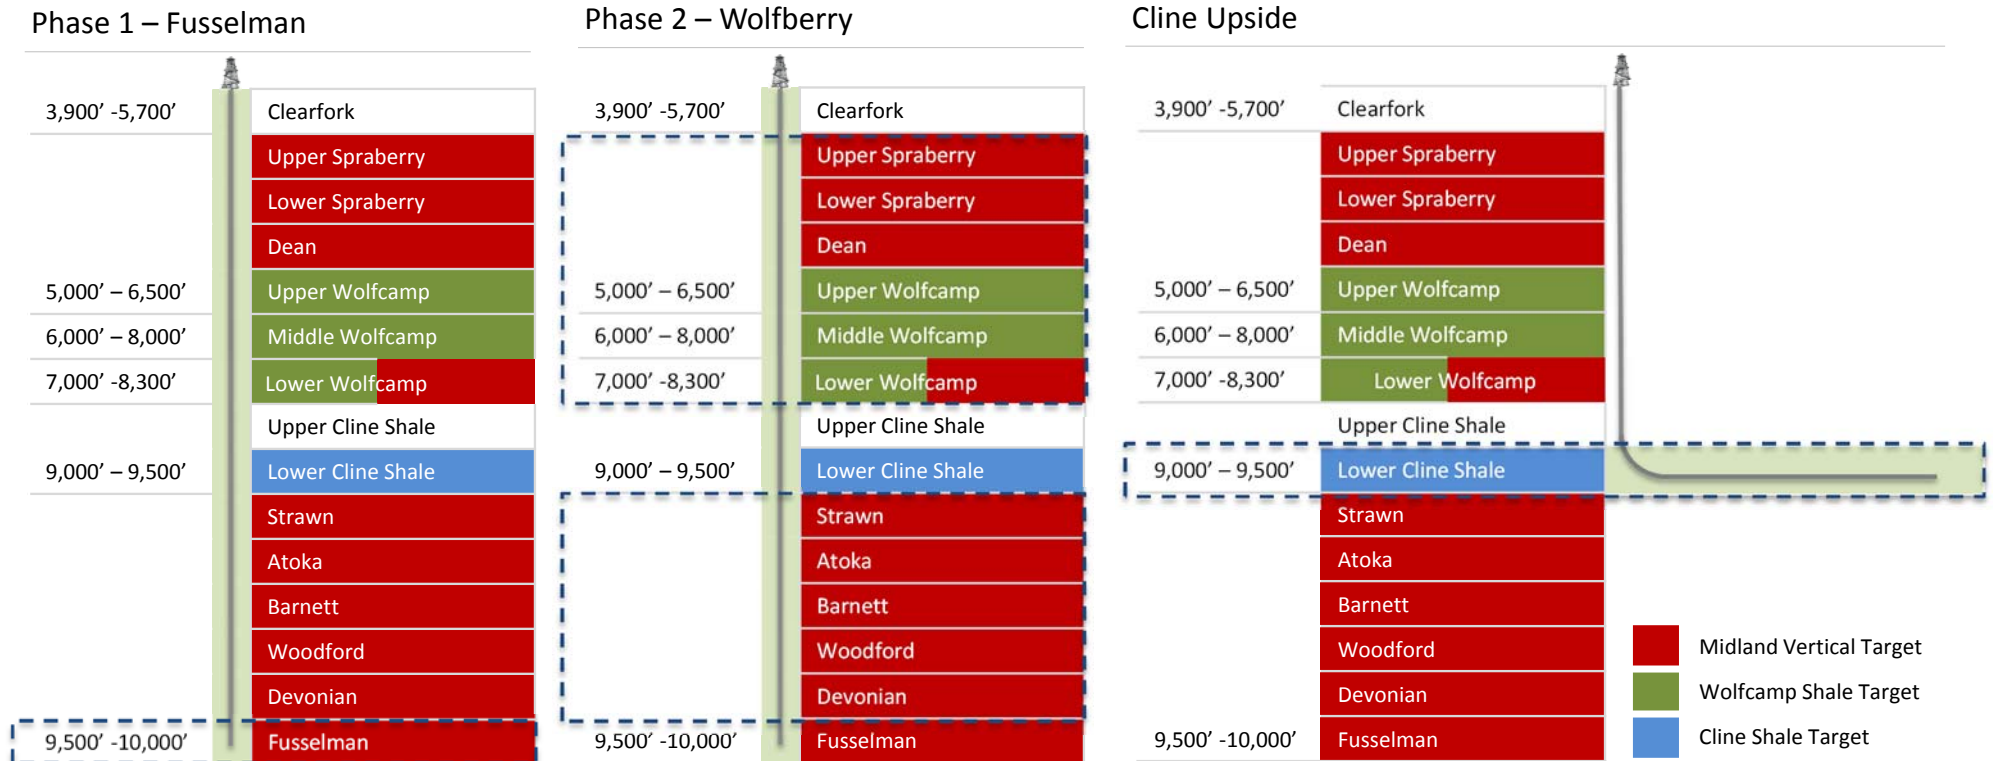 Phase 1 – Fusselman
3,900’ -5,700’ Clearfork
Upper Spraberry
Lower Spraberry
Dean
5,000’ – 6,500’ Upper Wolfcamp
6,000’ – 8,000’ Middle Wolfcamp
7,000’ -8,300’ Lower Wolfcamp
Upper Cline Shale
9,000’ – 9,500’ Lower Cline Shale
Strawn
Atoka
Barnett
Woodford
Devonian
9,500’ -10,000’ Fusselman
Phase 2 – Wolfberry
3,900’ -5,700’ Clearfork
Upper Spraberry
Lower Spraberry
Dean
5,000’ – 6,500’ Upper Wolfcamp
6,000’ – 8,000’ Middle Wolfcamp
7,000’ -8,300’ Lower Wolfcamp
Upper Cline Shale
9,000’ – 9,500’ Lower Cline Shale
Strawn
Atoka
Barnett
Woodford
Devonian
9,500’ -10,000’ Fusselman
Cline Upside
3,900’ -5,700’ Clearfork
Upper Spraberry
Lower Spraberry
Dean
5,000’ – 6,500’ Upper Wolfcamp
6,000’ – 8,000’ Middle Wolfcamp
7,000’ -8,300’ Lower Wolfcamp
Upper Cline Shale
9,000’ – 9,500’ Lower Cline Shale
Strawn
Atoka
Barnett
Woodford
Devonian
9,500’ -10,000’ Fusselman
Midland Vertical Target
Wolfcamp Shale Target
Cline Shale Target